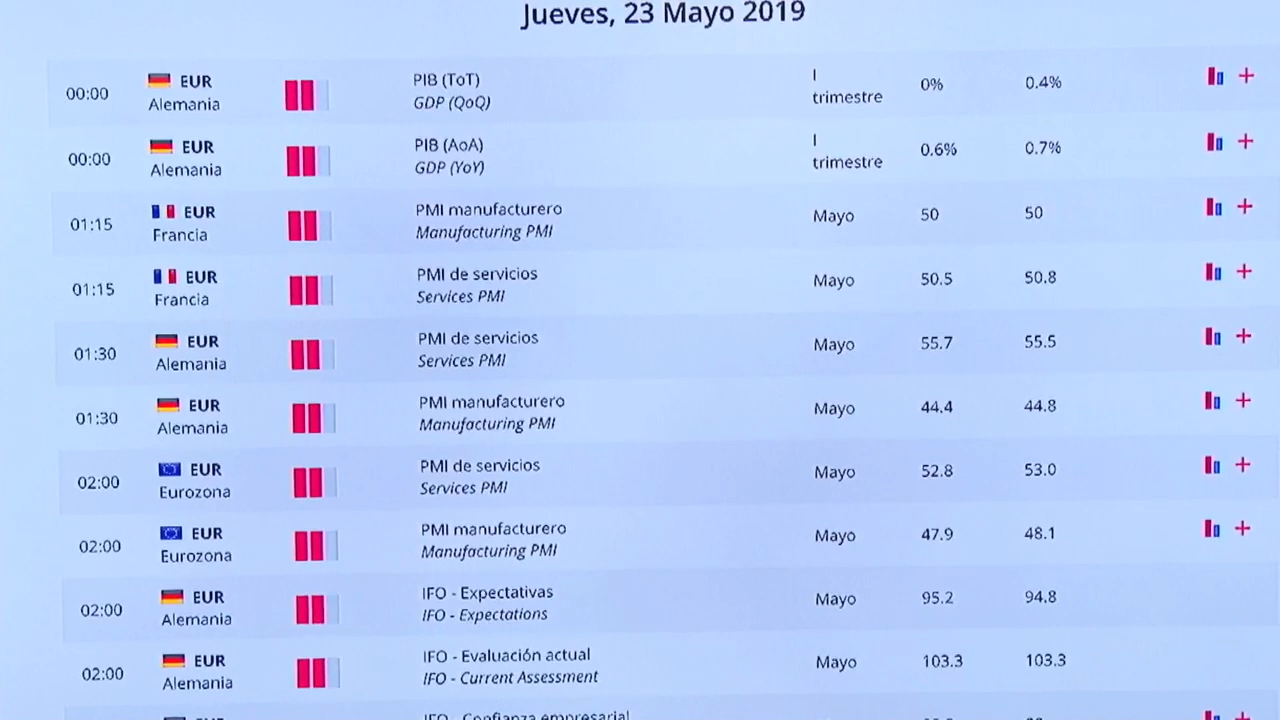 Jueves, 23 Mayo 2019
00:00 EUR Alemania PIB (ToT) GDP (QoQ) I trimestre 0% 0.4%
00:00 EUR Alemania PIB (AoA) GDP (YoY) I trimestre 0.6% 0.7%
01:15 EUR Francia PMI manufacturero Manufacturing PMI Mayo 50 50
01:15 EUR Francia PMI de servicios Services PMI Mayo 50.5 50.8
01:30 EUR Alemania PMI de servicios Services PMI Mayo 55.7 55.5
01:30 EUR Alemania PMI manufacturero Manufacturing PMI Mayo 44.4 44.8
02:00 EUR Eurozona PMI de servicios Services PMI Mayo 52.8 53.0
02:00 EUR Eurozona PMI manufacturero Manufacturing PMI Mayo 47.9 48.1
02:00 EUR Alemania IFO - Expectativas IFO - Expectations Mayo 95.2 94.8
02:00 EUR Alemania IFO - Evaluación actual IFO - Current Assessment Mayo 103.3 103.3
IFO - Confianza empresarial